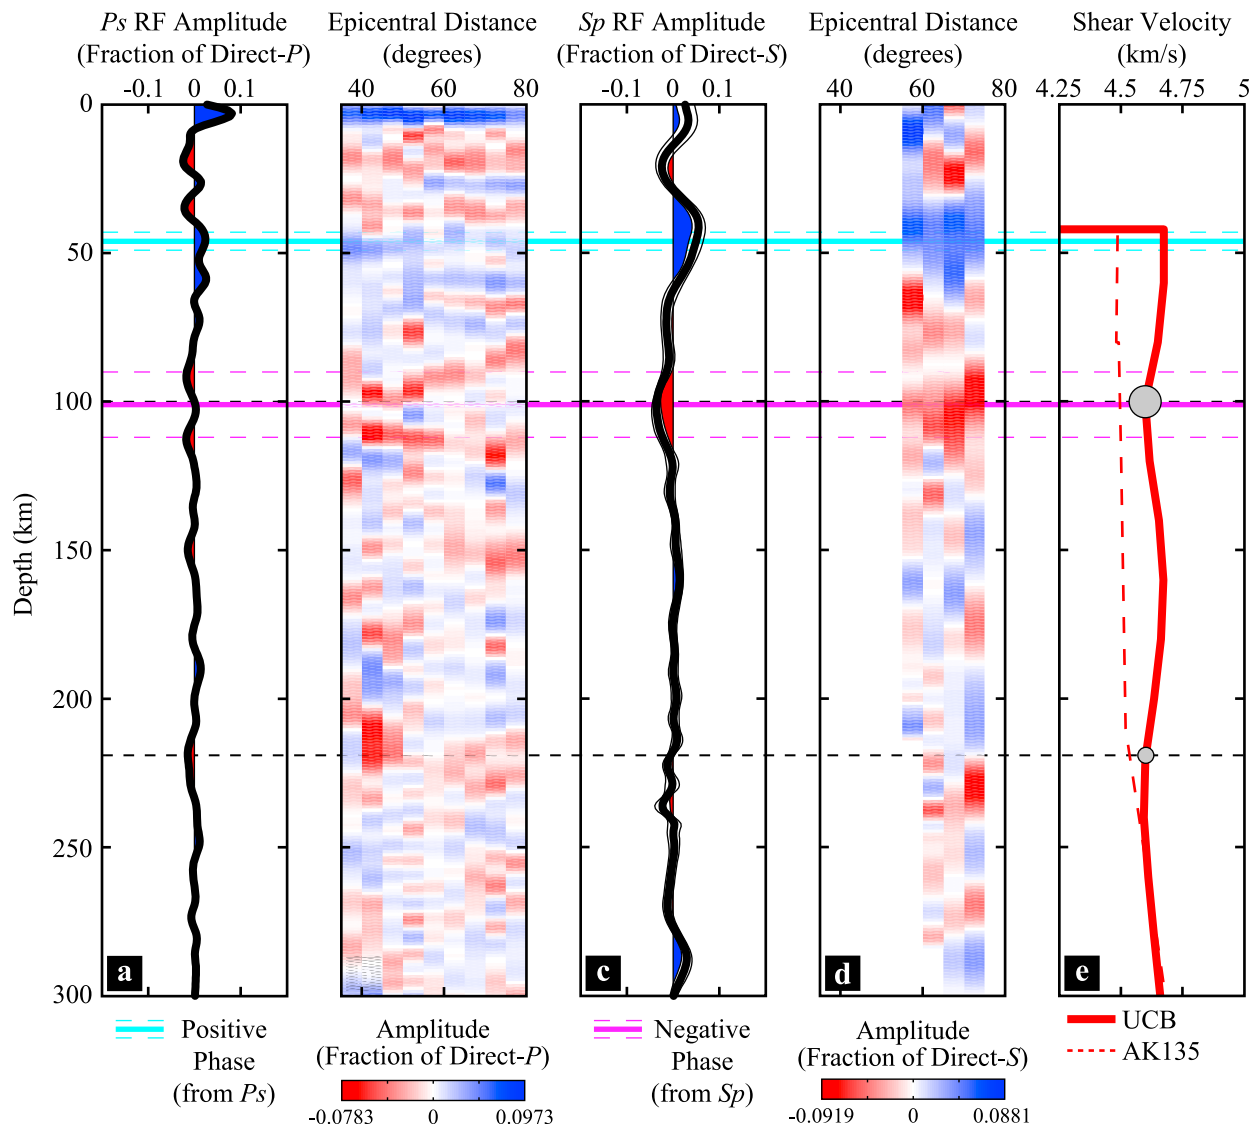 Ps RF Amplitude
(Fraction of Direct-P)
Epicentral Distance
(degrees)
Sp RF Amplitude
(Fraction of Direct-S)
Epicentral Distance
(degrees)
Shear Velocity
(km/s)
-0.1 0 0.1
40 60 80
-0.1 0 0.1
40 60 80
4.25 4.5 4.75 5
0
50
100
150
200
250
300
Depth (km)
a
c
d
e
Positive
Phase
(from Ps)
Amplitude
(Fraction of Direct-P)
-0.0783 0 0.0973
Negative
Phase
(from Sp)
Amplitude
(Fraction of Direct-S)
-0.0919 0 0.0881
UCB
AK135